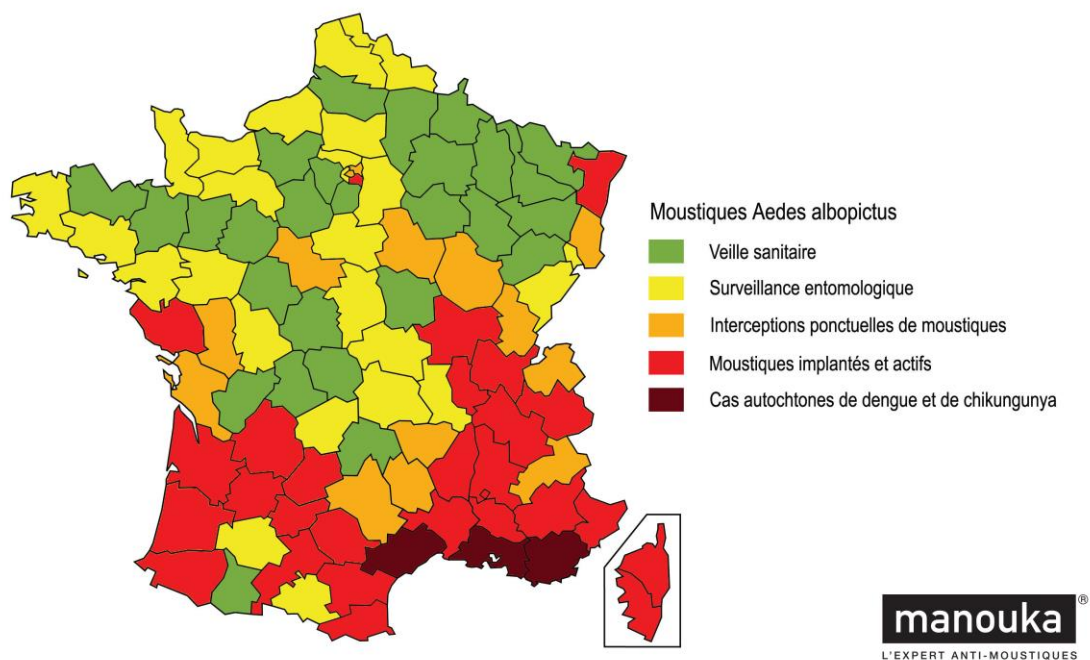 Moustiques Aedes albopictus
Veille sanitaire
Surveillance entomologique
Interceptions ponctuelles de moustiques
Moustiques implantés et actifs
Cas autochtones de dengue et de chikungunya
manouka ®
L'EXPERT ANTI-MOUSTIQUES